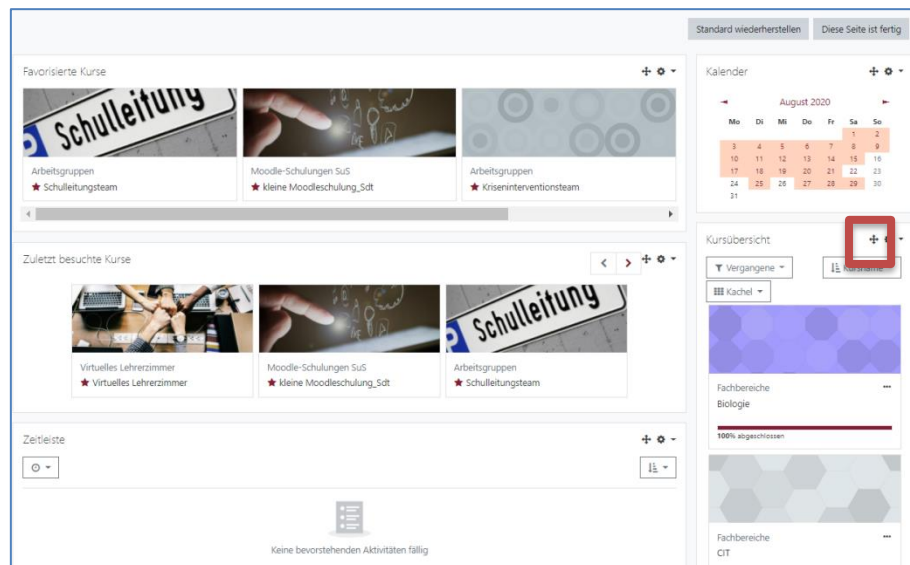 Standard wiederherstellen Diese Seite ist fertig
Favorisierte Kurse
Schulleitung
Arbeitsgruppen
Schulleitungsteam
Moodle-Schulungen SuS
kleine Moodleschulung_Sdt
Arbeitsgruppen
Kriseninterventionsteam
Zuletzt besuchte Kurse
Schulleitung
Virtuelles Lehrerzimmer
Virtuelles Lehrerzimmer
Moodle-Schulungen SuS
kleine Moodleschulung_Sdt
Arbeitsgruppen
Schulleitungsteam
Zeitleiste
Keine bevorstehenden Aktivitäten fällig
Kalender
August 2020
Mo Di Mi Do Fr Sa So
1 2
3 4 5 6 7 8 9
10 11 12 13 14 15 16
17 18 19 20 21 22 23
24 25 26 27 28 29 30
31
Kursübersicht
Vergangene
Kursname
Kachel
Fachbereiche
Biologie
100% abgeschlossen
Fachbereiche
CIT